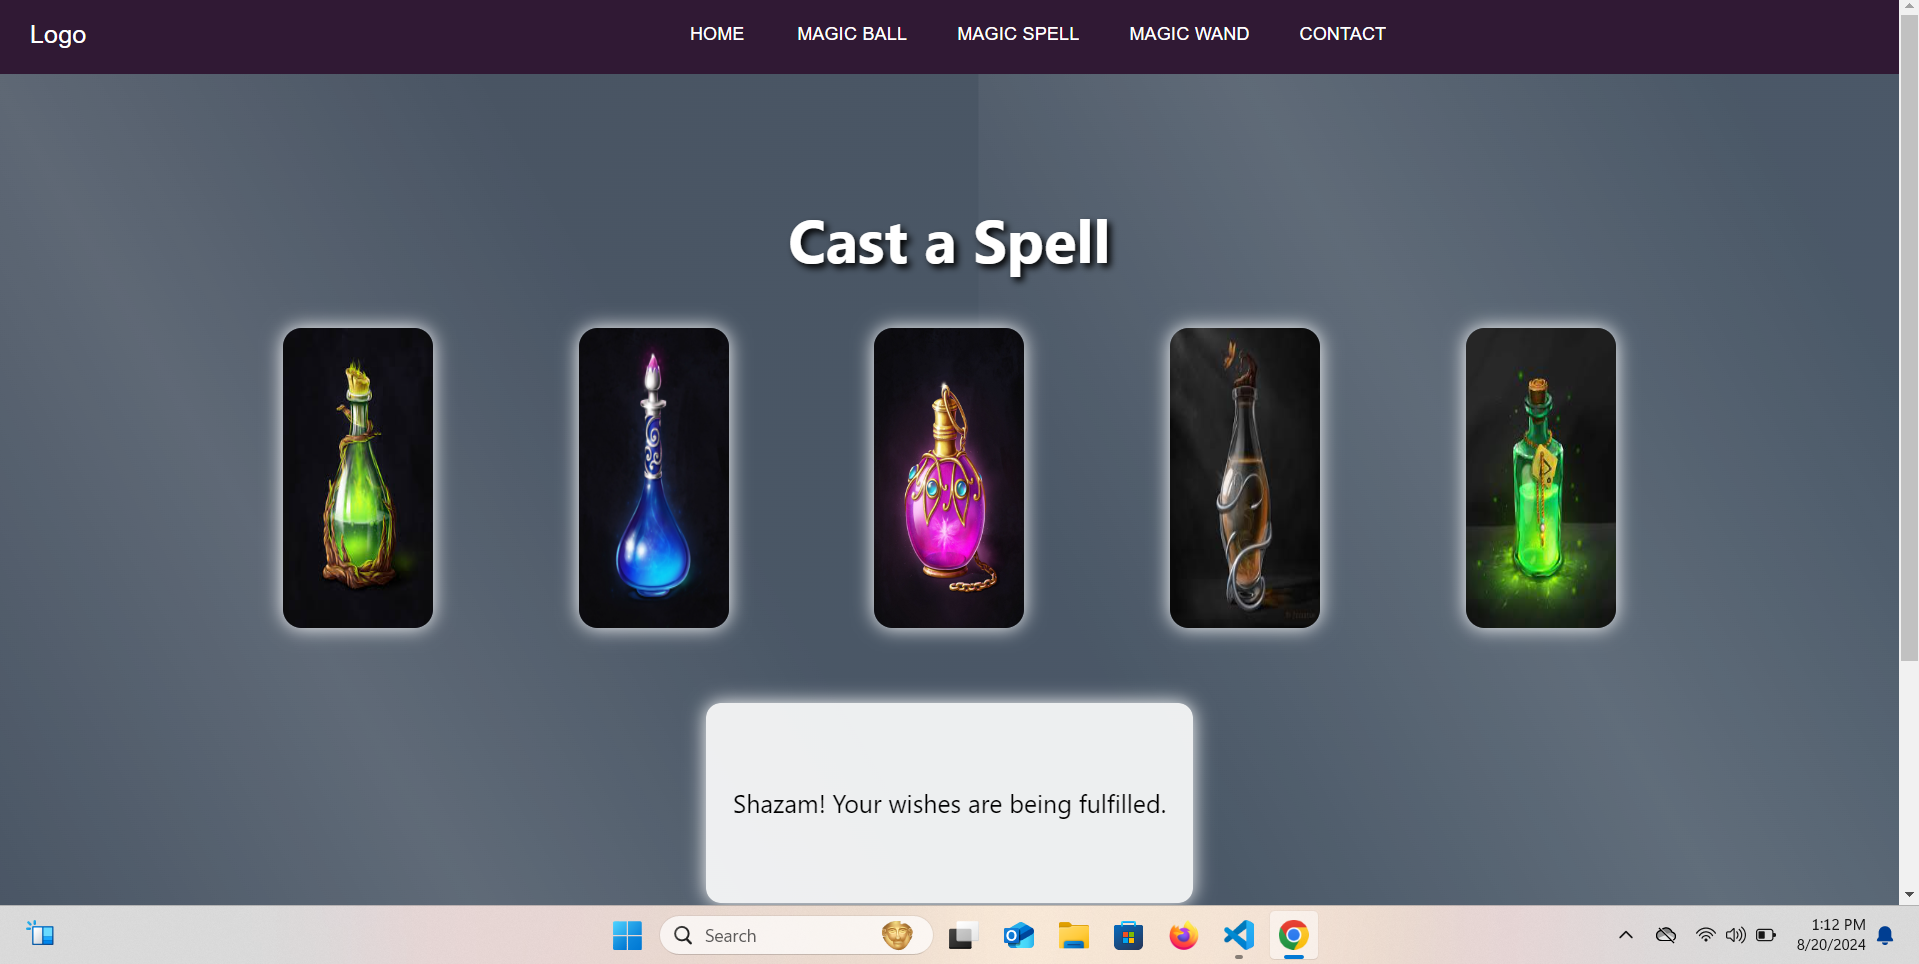 Logo
HOME MAGIC BALL MAGIC SPELL MAGIC WAND CONTACT
Cast a Spell
Shazam! Your wishes are being fulfilled.
Search
1:12 PM
8/20/2024